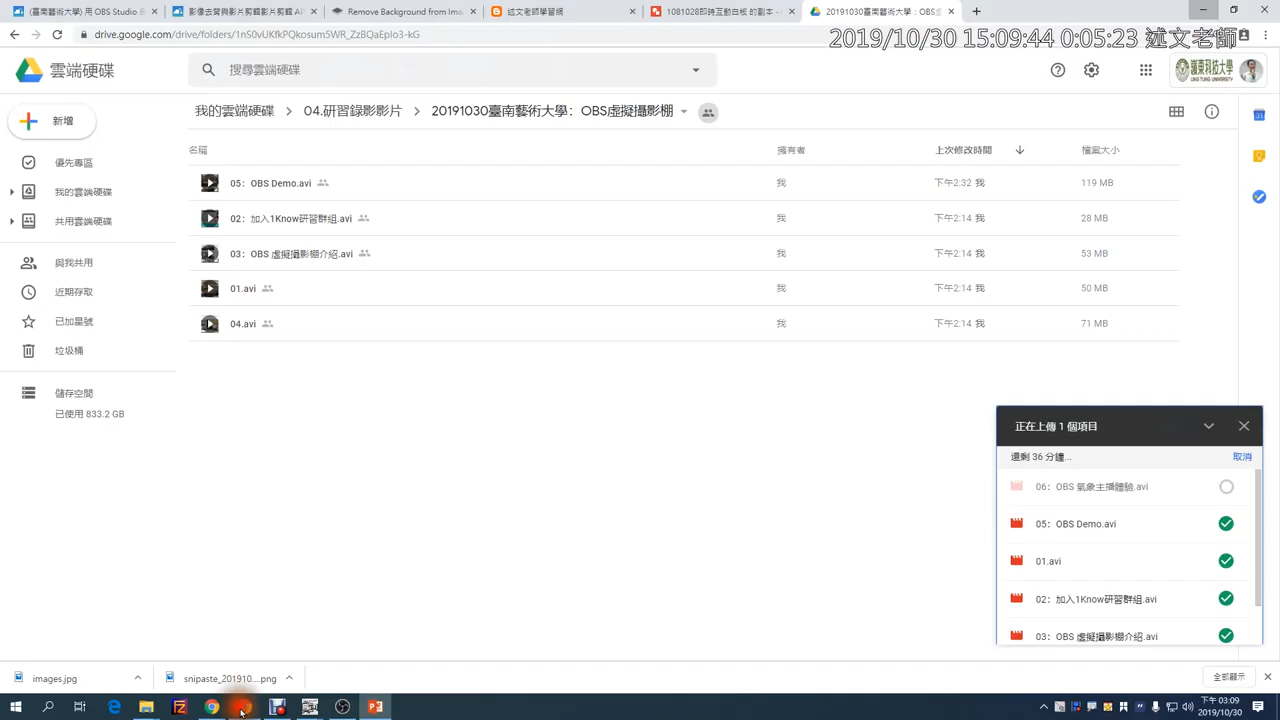 (臺南藝術大學) 用 OBS Studio 製
影像去背與影片剪輯影片剪輯 AP
Remove Background from Ima
述文老師學習網
1081028即時互動白板 的副本 -
20191030臺南藝術大學：OBS虛
drive.google.com/drive/folders/1nS0vUKfkPQkosum5WR_ZzBQaEplo3-kG
2019/10/30 15:09:44 0:05:23 述文老師
雲端硬碟
搜尋雲端硬碟
嶺東科技大學
LING TUNG UNIVERSITY
新增
我的雲端硬碟 > 04.研習錄影影片 > 20191030臺南藝術大學：OBS虛擬攝影棚
名稱 擁有者 上次修改時間 檔案大小
優先專區
我的雲端硬碟
共用雲端硬碟
與我共用
近期存取
已加星號
垃圾桶
儲存空間
已使用 833.2 GB
05：OBS Demo.avi 我 下午2:32 我 119 MB
02：加入1Know研習群組.avi 我 下午2:14 我 28 MB
03：OBS 虛擬攝影棚介紹.avi 我 下午2:14 我 53 MB
01.avi 我 下午2:14 我 50 MB
04.avi 我 下午2:14 我 71 MB
31
正在上傳 1 個項目
還剩 36 分鐘... 取消
06：OBS 氣象主播體驗.avi
05：OBS Demo.avi
01.avi
02：加入1Know研習群組.avi
03：OBS 虛擬攝影棚介紹.avi
images.jpg
snipaste_201910....png
全部顯示
下午 03:09
2019/10/30